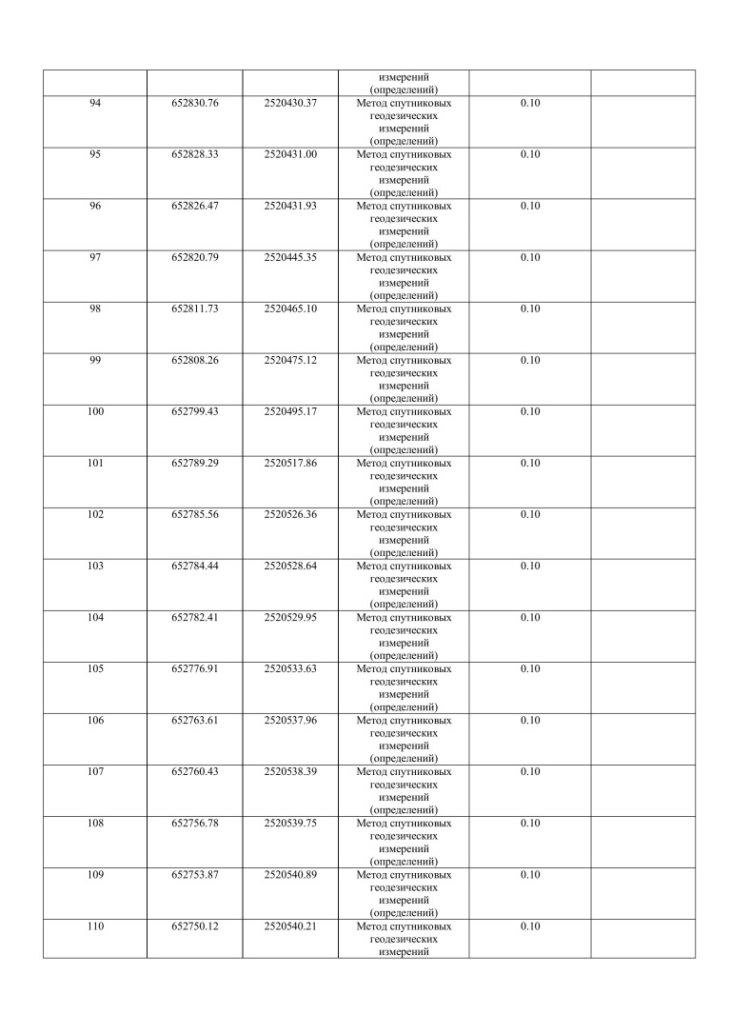 измерений
(определений)
94 652830.76 2520430.37 Метод спутниковых 0.10
геодезических
измерений
(определений)
95 652828.33 2520431.00 Метод спутниковых 0.10
геодезических
измерений
(определений)
96 652826.47 2520431.93 Метод спутниковых 0.10
геодезических
измерений
(определений)
97 652820.79 2520445.35 Метод спутниковых 0.10
геодезических
измерений
(определений)
98 652811.73 2520465.10 Метод спутниковых 0.10
геодезических
измерений
(определений)
99 652808.26 2520475.12 Метод спутниковых 0.10
геодезических
измерений
(определений)
100 652799.43 2520495.17 Метод спутниковых 0.10
геодезических
измерений
(определений)
101 652789.29 2520517.86 Метод спутниковых 0.10
геодезических
измерений
(определений)
102 652785.56 2520526.36 Метод спутниковых 0.10
геодезических
измерений
(определений)
103 652784.44 2520528.64 Метод спутниковых 0.10
геодезических
измерений
(определений)
104 652782.41 2520529.95 Метод спутниковых 0.10
геодезических
измерений
(определений)
105 652776.91 2520533.63 Метод спутниковых 0.10
геодезических
измерений
(определений)
106 652763.61 2520537.96 Метод спутниковых 0.10
геодезических
измерений
(определений)
107 652760.43 2520538.39 Метод спутниковых 0.10
геодезических
измерений
(определений)
108 652756.78 2520539.75 Метод спутниковых 0.10
геодезических
измерений
(определений)
109 652753.87 2520540.89 Метод спутниковых 0.10
геодезических
измерений
(определений)
110 652750.12 2520540.21 Метод спутниковых 0.10
геодезических
измерений